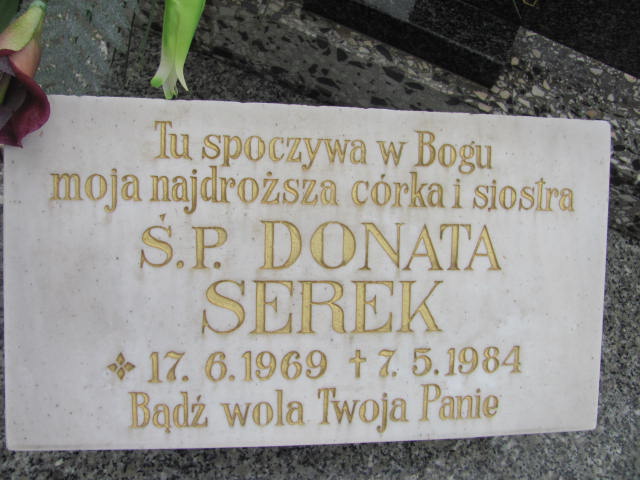 Tu spoczywa w Bogu
moja najdroższa córka i siostra
Ś.P. DONATA
SEREK
17. 6.1969 † 7. 5.1984
Bądź wola Twoja Panie